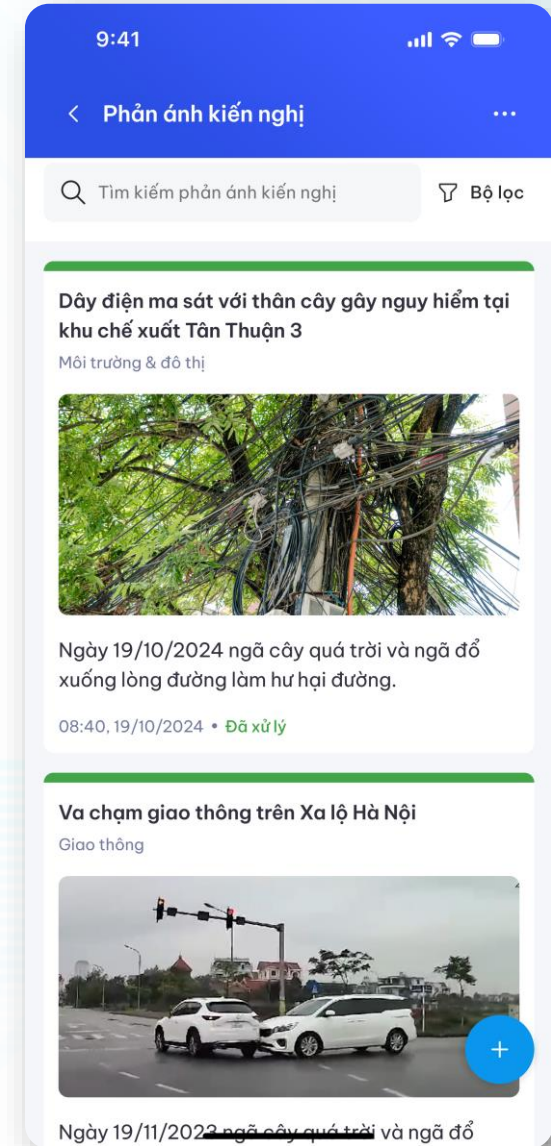 9:41
Phản ánh kiến nghị
Tìm kiếm phản ánh kiến nghị
Bộ lọc
Dây điện ma sát với thân cây gây nguy hiểm tại
khu chế xuất Tân Thuận 3
Môi trường & đô thị
Ngày 19/10/2024 ngã cây quá trời và ngã đổ
xuống lòng đường làm hư hại đường.
08:40, 19/10/2024 • Đã xử lý
Va chạm giao thông trên Xa lộ Hà Nội
Giao thông
Ngày 19/11/2023 ngã cây quá trời và ngã đổ